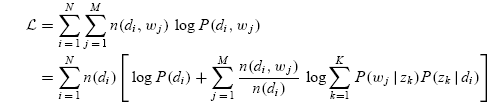 ℒ = ∑_{i=1}^{N} ∑_{j=1}^{M} n(d_i, w_j) log P(d_i, w_j)
= ∑_{i=1}^{N} n(d_i) [ log P(d_i) + ∑_{j=1}^{M} \frac{n(d_i, w_j)}{n(d_i)} log ∑_{k=1}^{K} P(w_j | z_k) P(z_k | d_i)